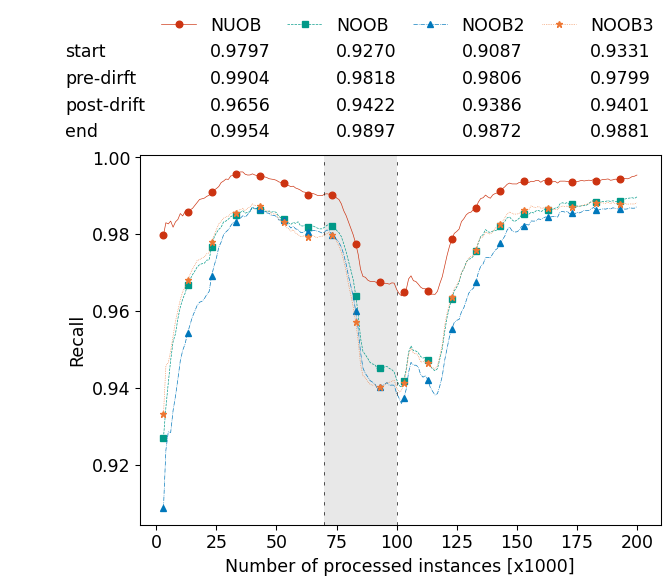 NUOB NOOB NOOB2 NOOB3
start 0.9797 0.9270 0.9087 0.9331
pre-dirft 0.9904 0.9818 0.9806 0.9799
post-drift 0.9656 0.9422 0.9386 0.9401
end 0.9954 0.9897 0.9872 0.9881
1.00
0.98
0.96
0.94
0.92
Recall
0 25 50 75 100 125 150 175 200
Number of processed instances [x1000]